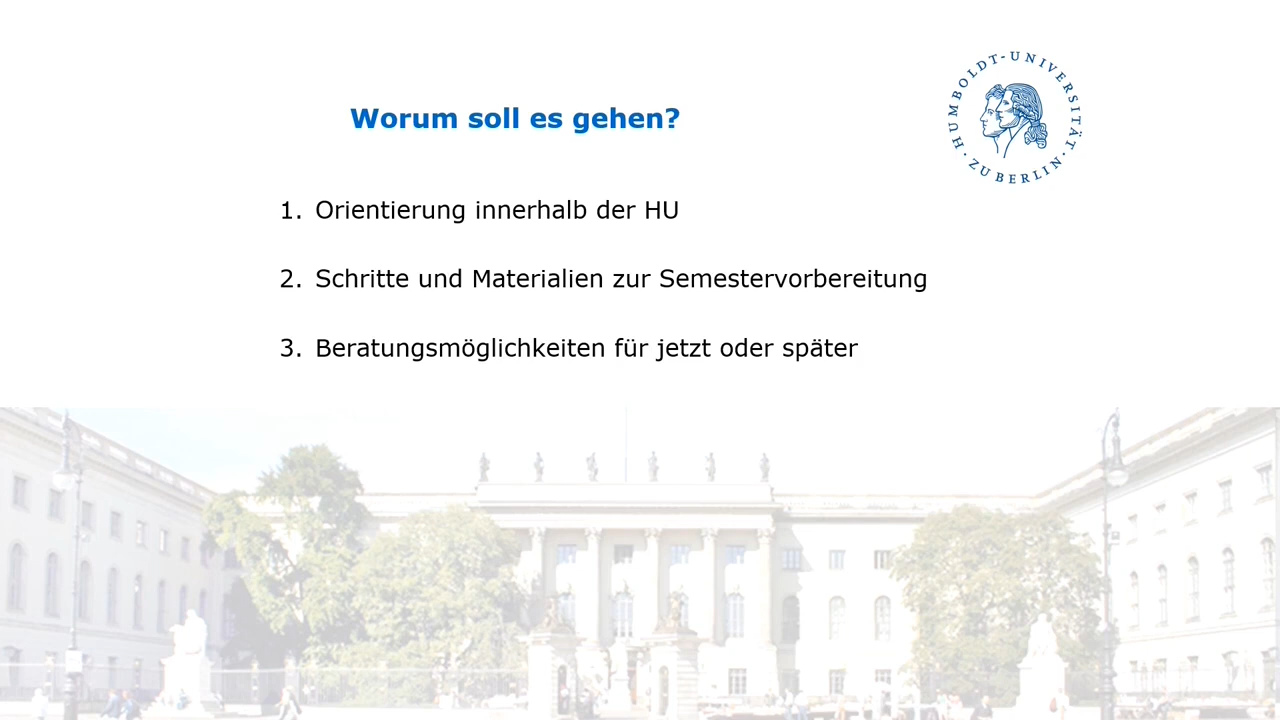 Worum soll es gehen?
HUMBOLDT-UNIVERSITÄT · ZU BERLIN ·
1. Orientierung innerhalb der HU
2. Schritte und Materialien zur Semestervorbereitung
3. Beratungsmöglichkeiten für jetzt oder später